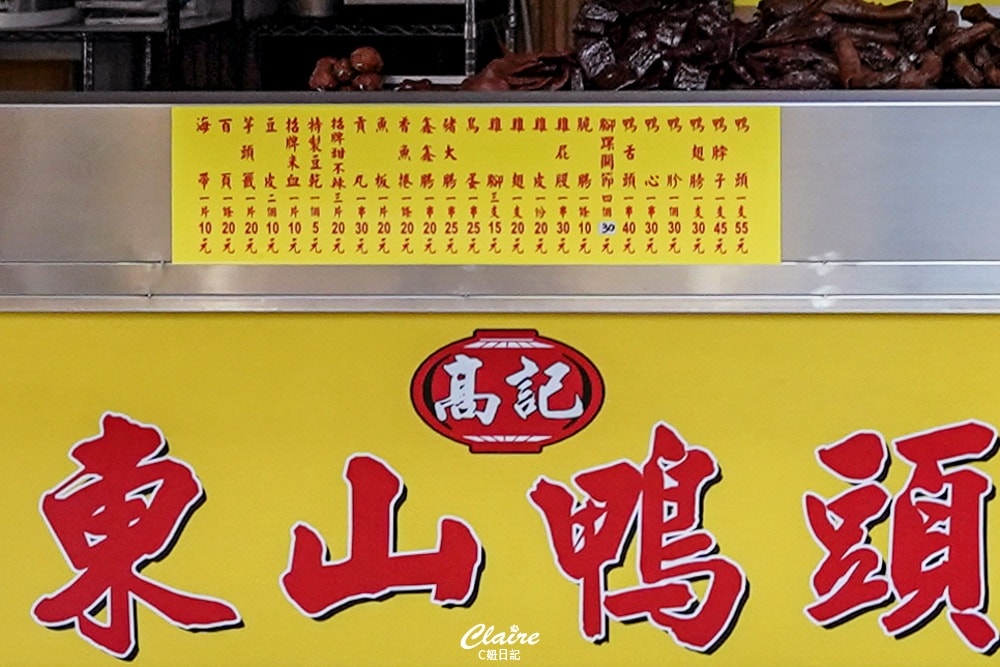 鴨頭一支55元
鴨脖子一支45元
鴨翅膀一支30元
鴨胗一個30元
鴨心一串30元
鴨舌頭一串40元
腳踝關節四個30元
脆腸一條10元
雞屁股一串30元
雞皮一份20元
雞翅一支20元
雞腳三支15元
鳥蛋一串25元
豬大腸一串25元
鑫鑫腸一串20元
香魚捲一條20元
魚板一片20元
貢丸一串30元
招牌甜不辣三片20元
特製豆乾一個5元
招牌米血一片10元
豆皮二個10元
芋頭籤一片20元
百頁一條20元
海帶一片10元
高記
東山鴨頭
Claire
C妞日記